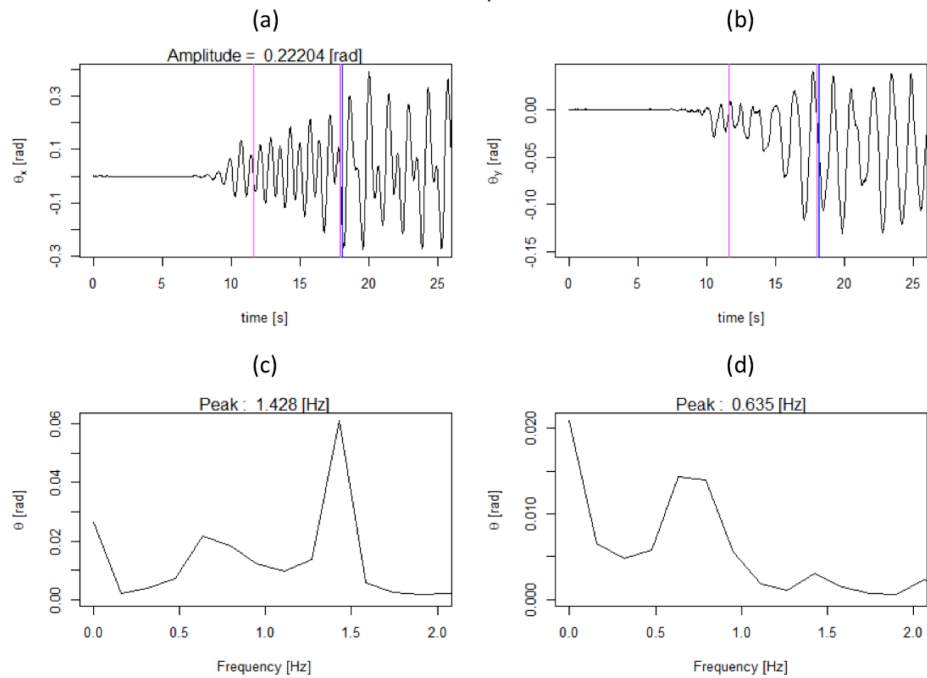 (a)
Amplitude = 0.22204 [rad]
θx [rad]
0.3
0.1
-0.1
-0.3
0 5 10 15 20 25
time [s]
(b)
θy [rad]
0.00
-0.05
-0.10
-0.15
0 5 10 15 20 25
time [s]
(c)
Peak : 1.428 [Hz]
θ [rad]
0.06
0.04
0.02
0.00
0.0 0.5 1.0 1.5 2.0
Frequency [Hz]
(d)
Peak : 0.635 [Hz]
θ [rad]
0.020
0.010
0.000
0.0 0.5 1.0 1.5 2.0
Frequency [Hz]